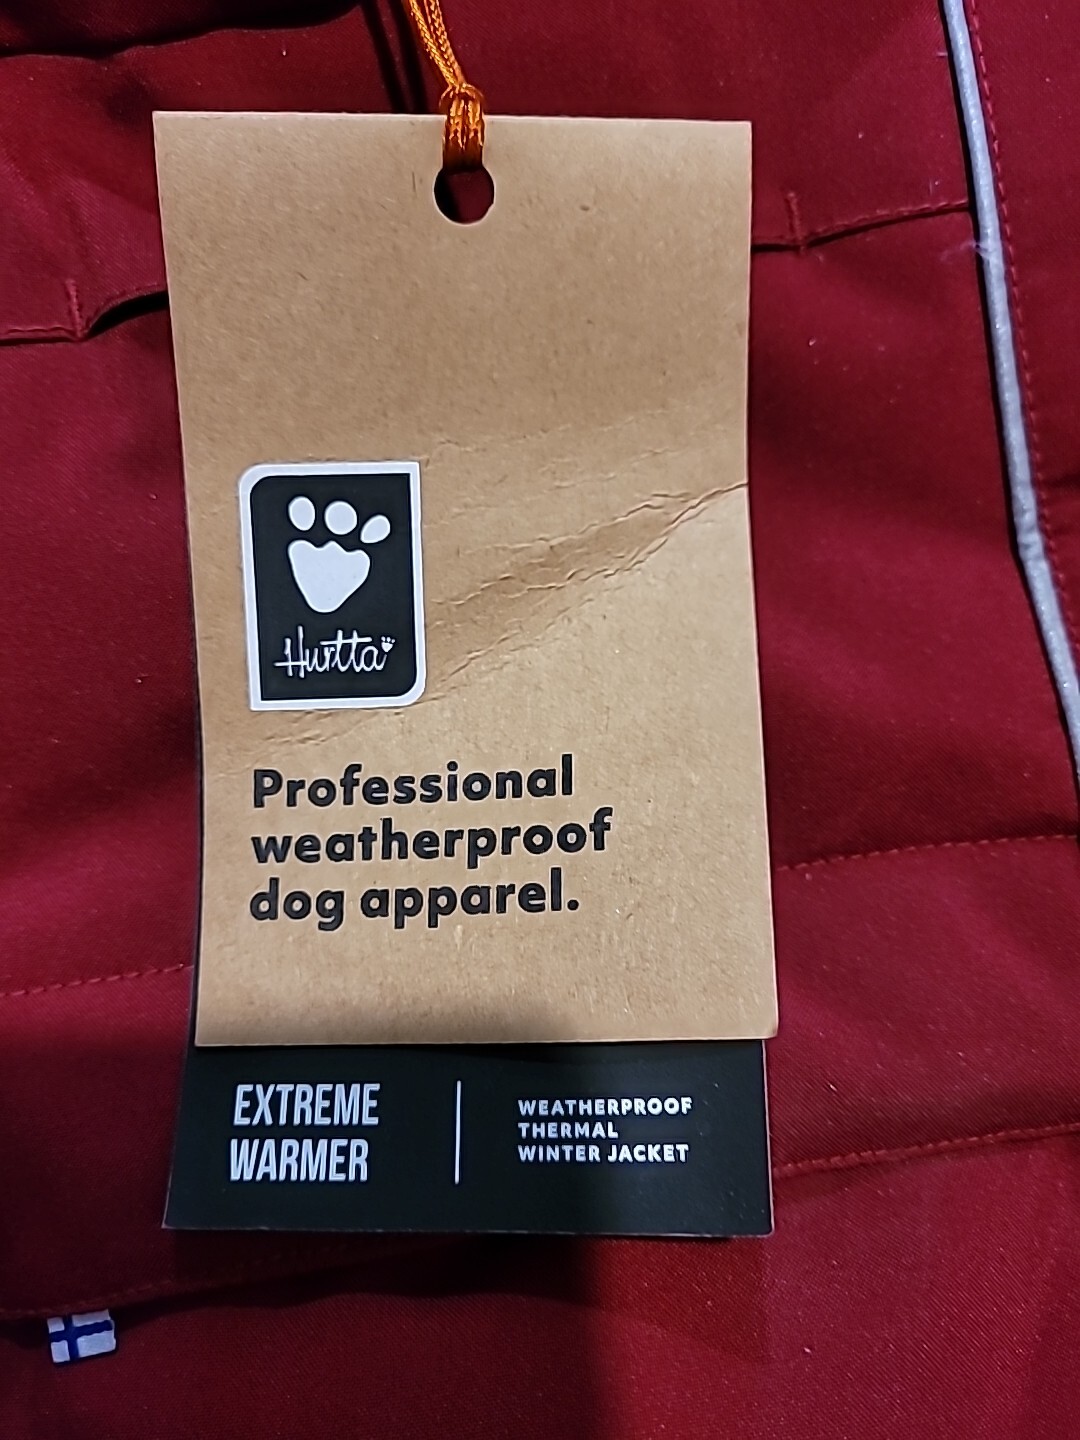 Hurtta
Professional
weatherproof
dog apparel.
EXTREME
WARMER
WEATHERPROOF
THERMAL
WINTER JACKET